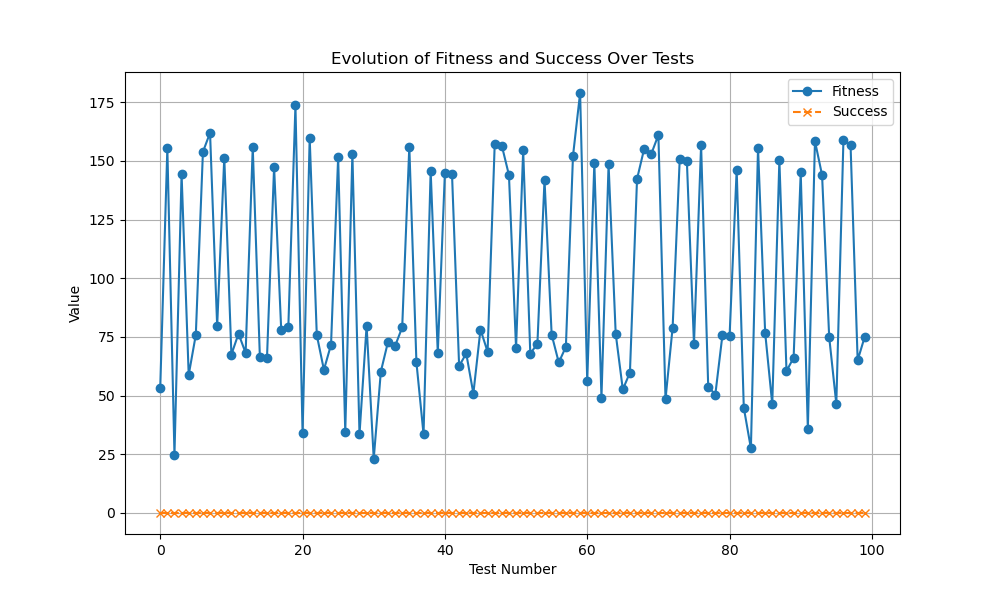 Evolution of Fitness and Success Over Tests
Fitness
Success
Value
175
150
125
100
75
50
25
0
0 20 40 60 80 100
Test Number